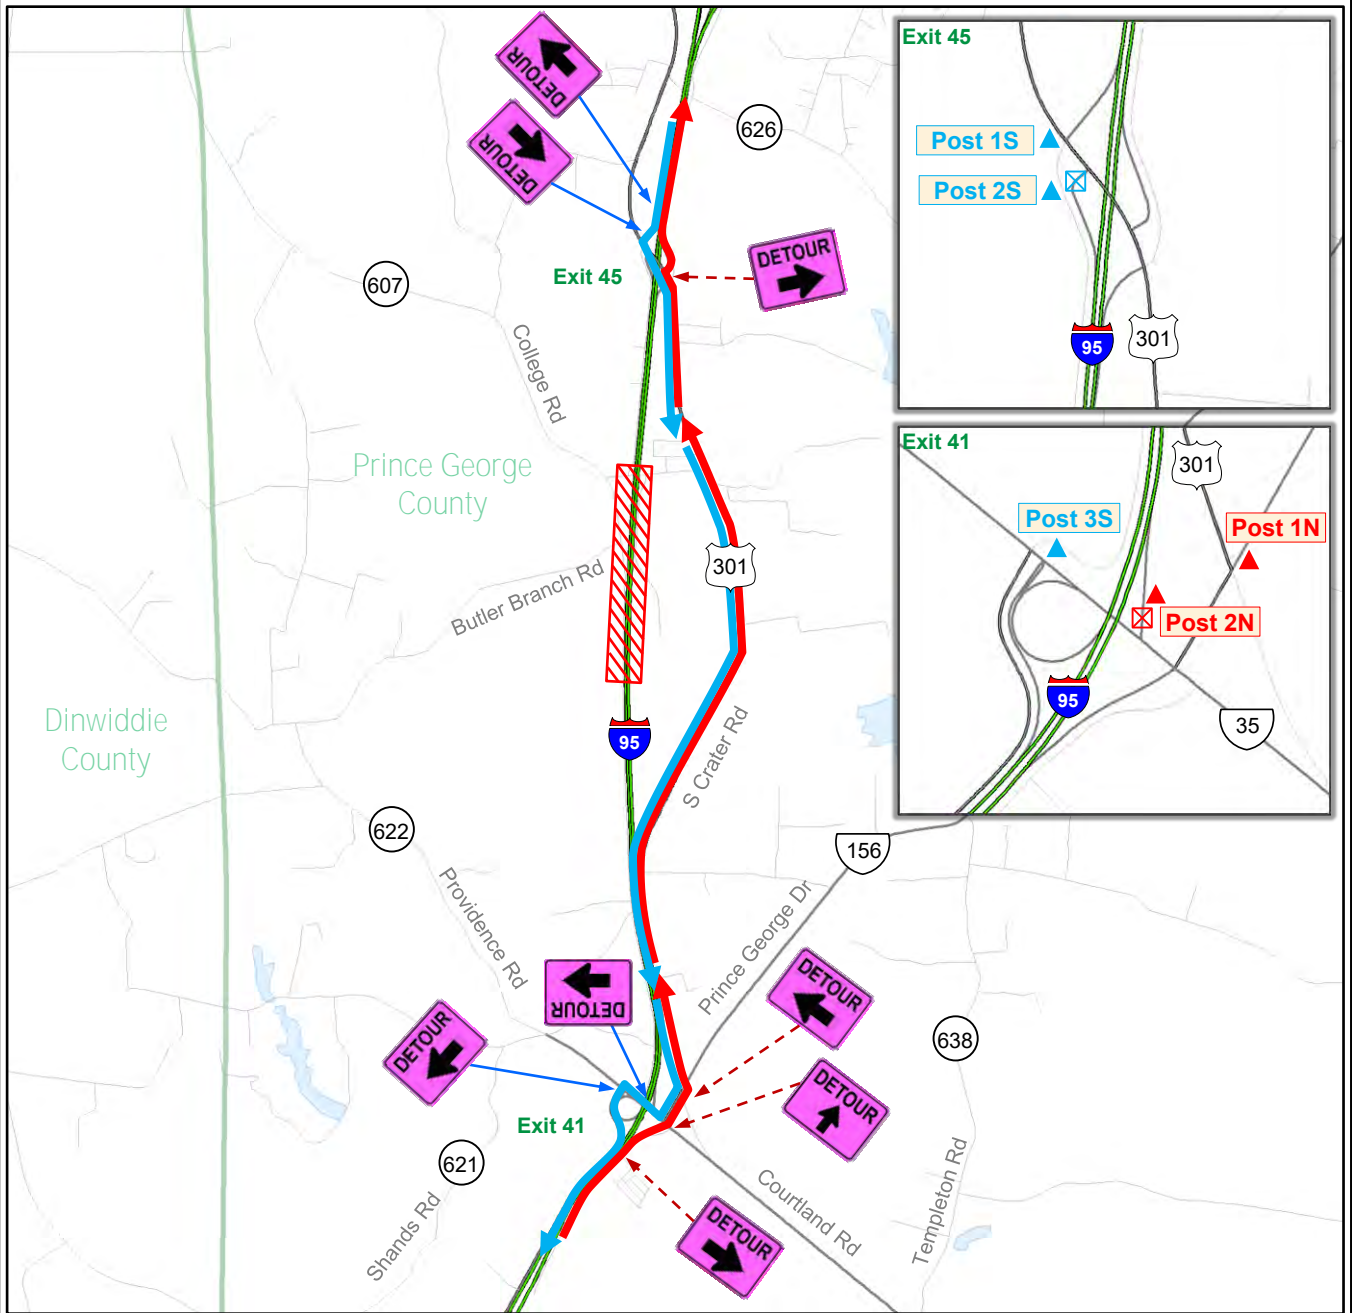 DETOUR
DETOUR
626
DETOUR
607
Exit 45
College Rd
Prince George
County
Butler Branch Rd
301
Dinwiddie
County
95
S Crater Rd
622
156
Providence Rd
Prince George Dr
DETOUR
DETOUR
DETOUR
638
DETOUR
Exit 41
621
Shands Rd
DETOUR
Courtland Rd
Templeton Rd
Exit 45
Post 1S
Post 2S
95
301
Exit 41
301
Post 3S
Post 1N
Post 2N
95
35